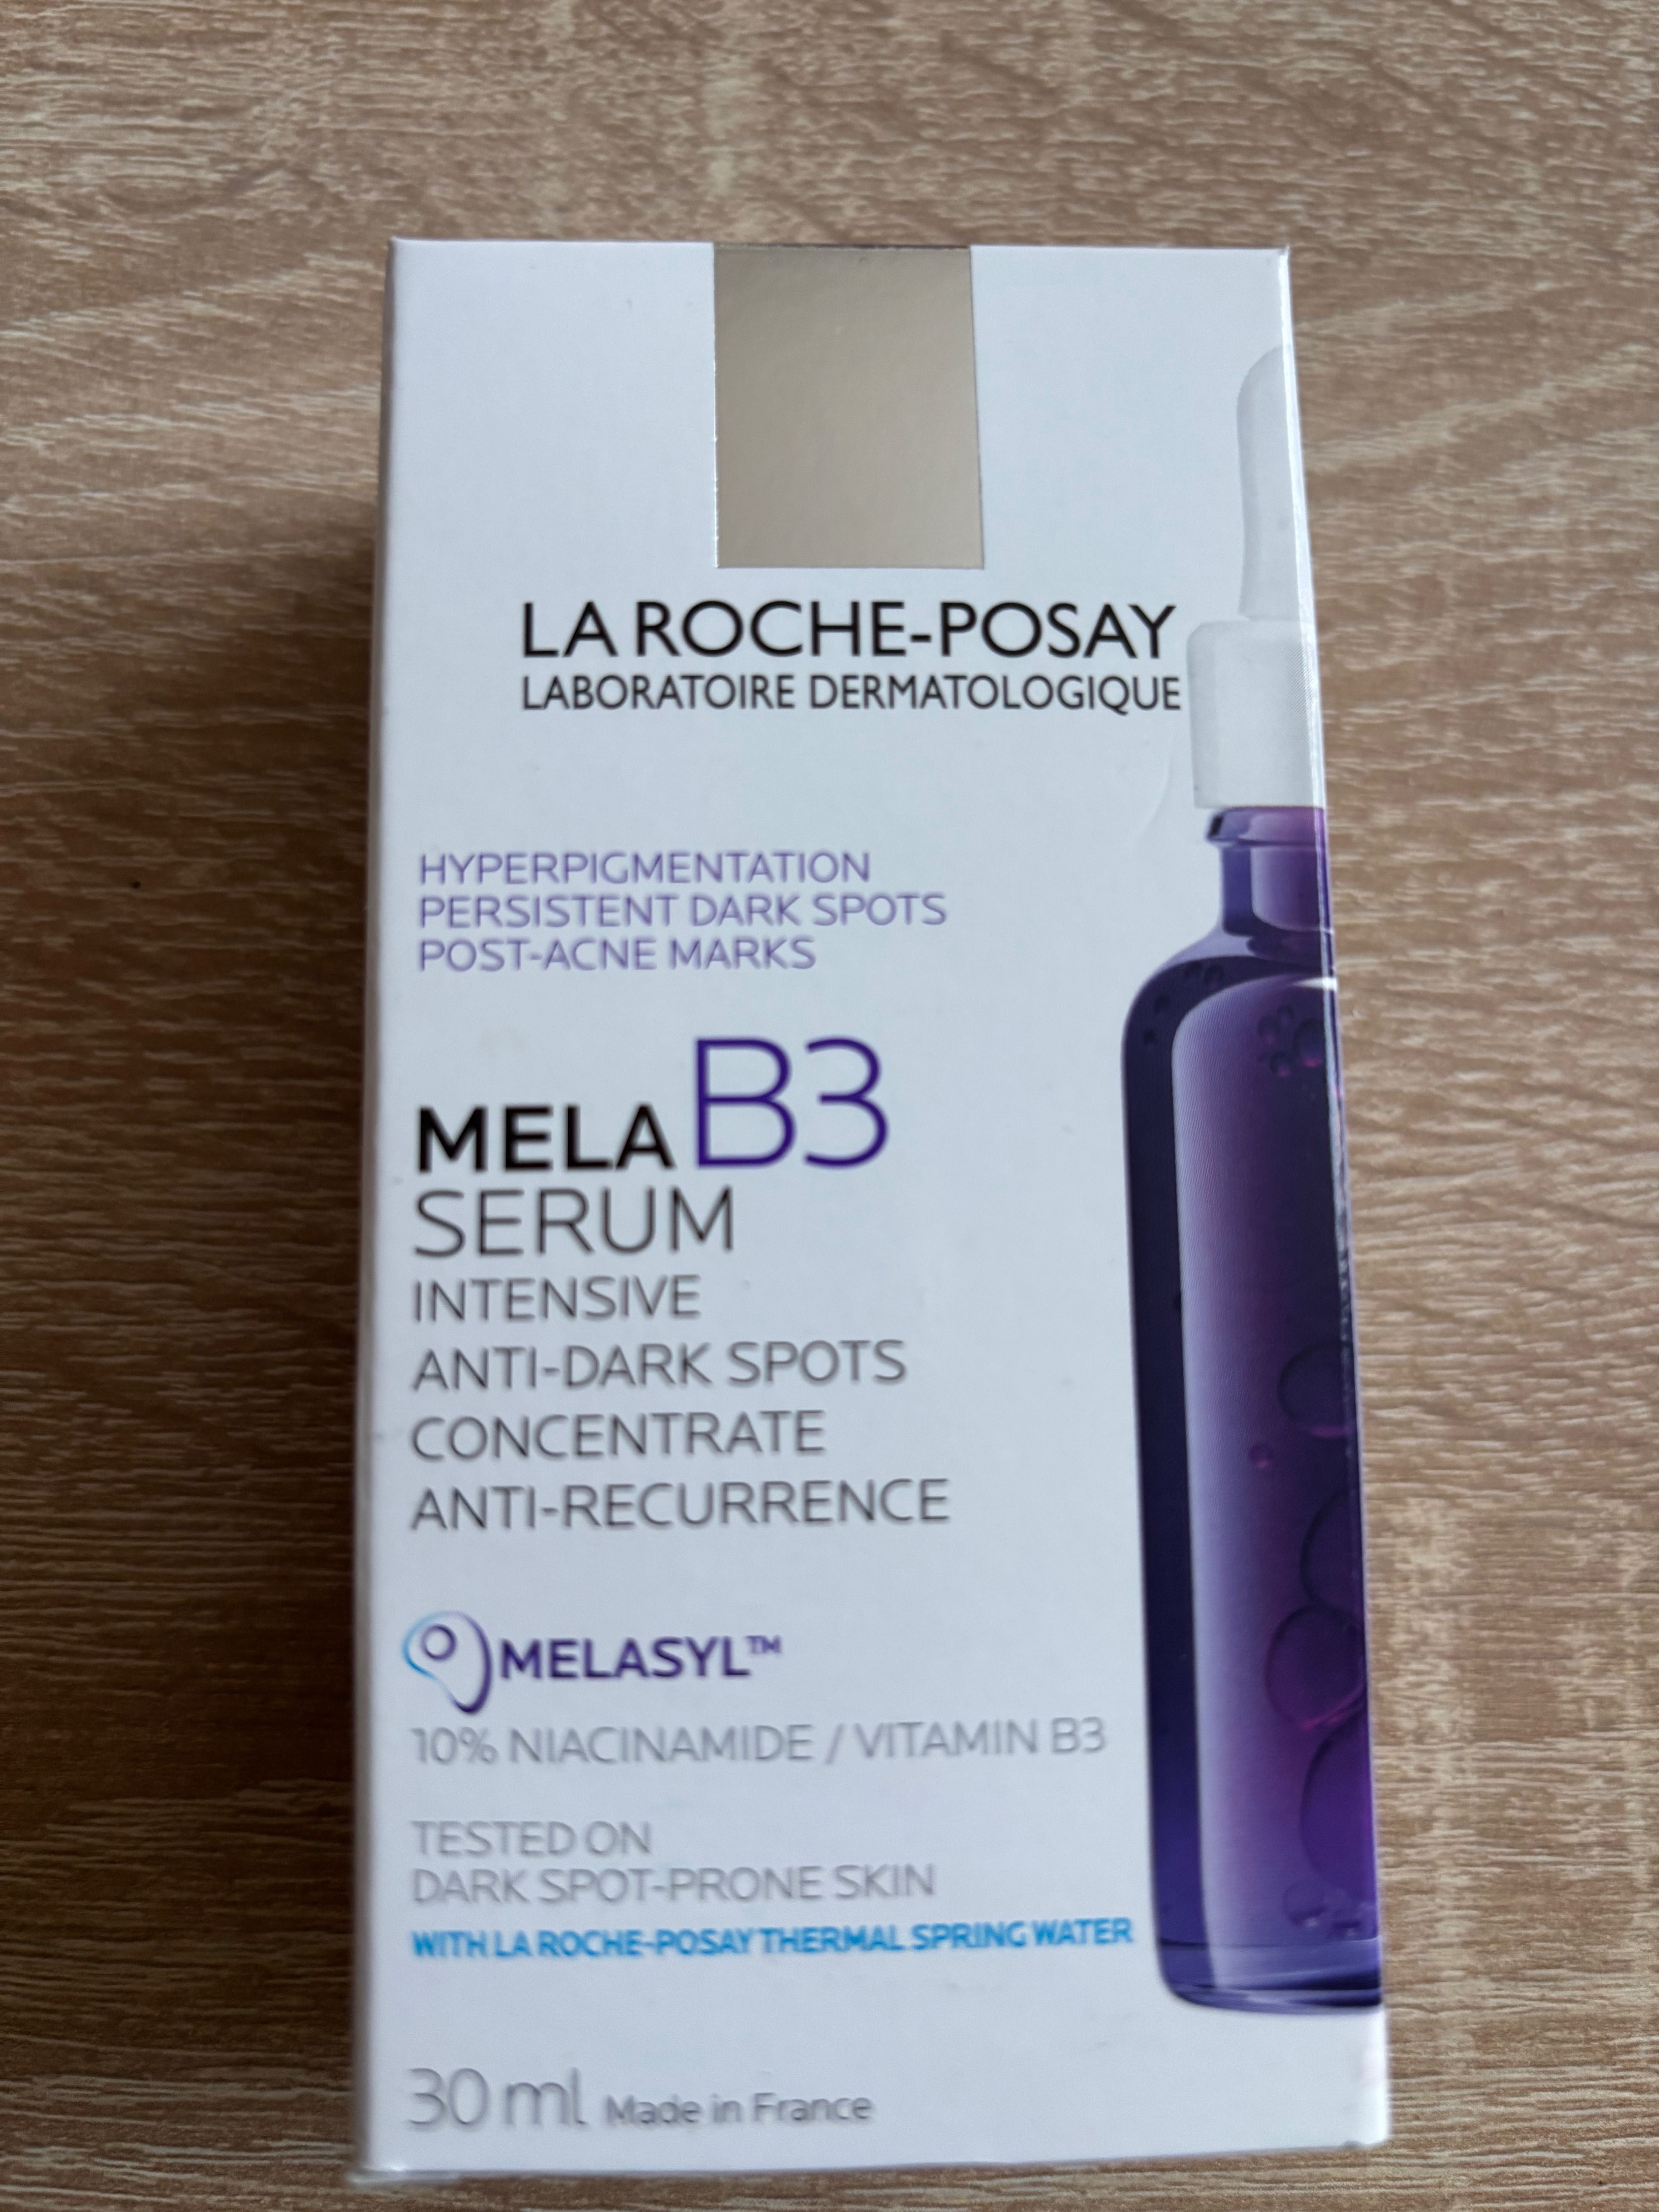 LA ROCHE-POSAY
LABORATOIRE DERMATOLOGIQUE
HYPERPIGMENTATION
PERSISTENT DARK SPOTS
POST-ACNE MARKS
MELA B3
SERUM
INTENSIVE
ANTI-DARK SPOTS
CONCENTRATE
ANTI-RECURRENCE
MELASYL™
10% NIACINAMIDE / VITAMIN B3
TESTED ON
DARK SPOT-PRONE SKIN
WITH LA ROCHE-POSAY THERMAL SPRING WATER
30 ml Made in France